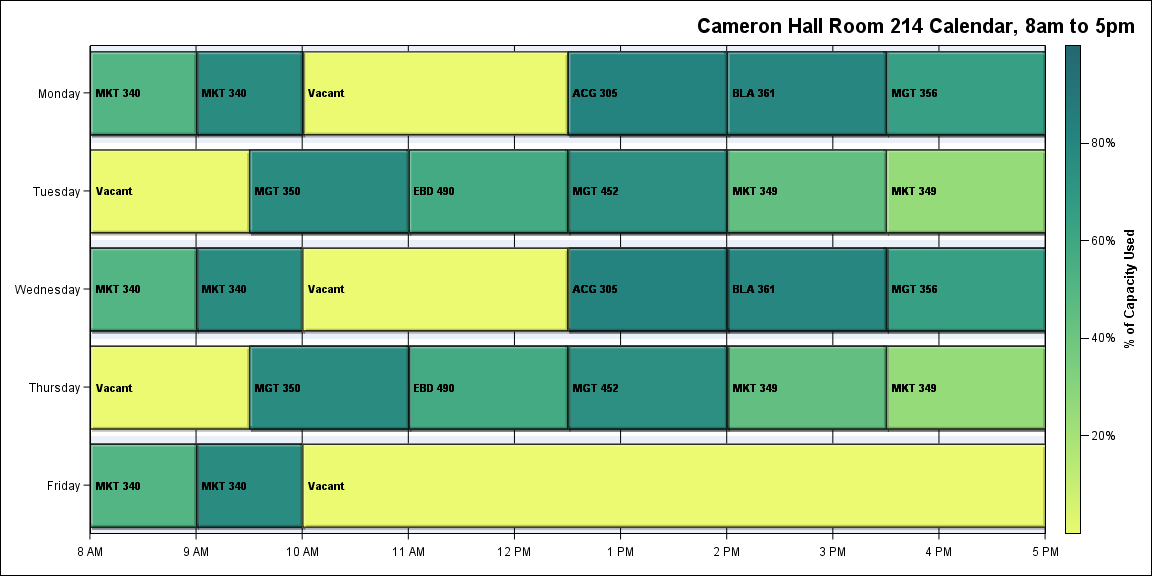 Cameron Hall Room 214 Calendar, 8am to 5pm
Monday
MKT 340
MKT 340
Vacant
ACG 305
BLA 361
MGT 356
Tuesday
Vacant
MGT 350
EBD 490
MGT 452
MKT 349
MKT 349
Wednesday
MKT 340
MKT 340
Vacant
ACG 305
BLA 361
MGT 356
Thursday
Vacant
MGT 350
EBD 490
MGT 452
MKT 349
MKT 349
Friday
MKT 340
MKT 340
Vacant
8 AM
9 AM
10 AM
11 AM
12 PM
1 PM
2 PM
3 PM
4 PM
5 PM
80%
60%
40%
20%
% of Capacity Used